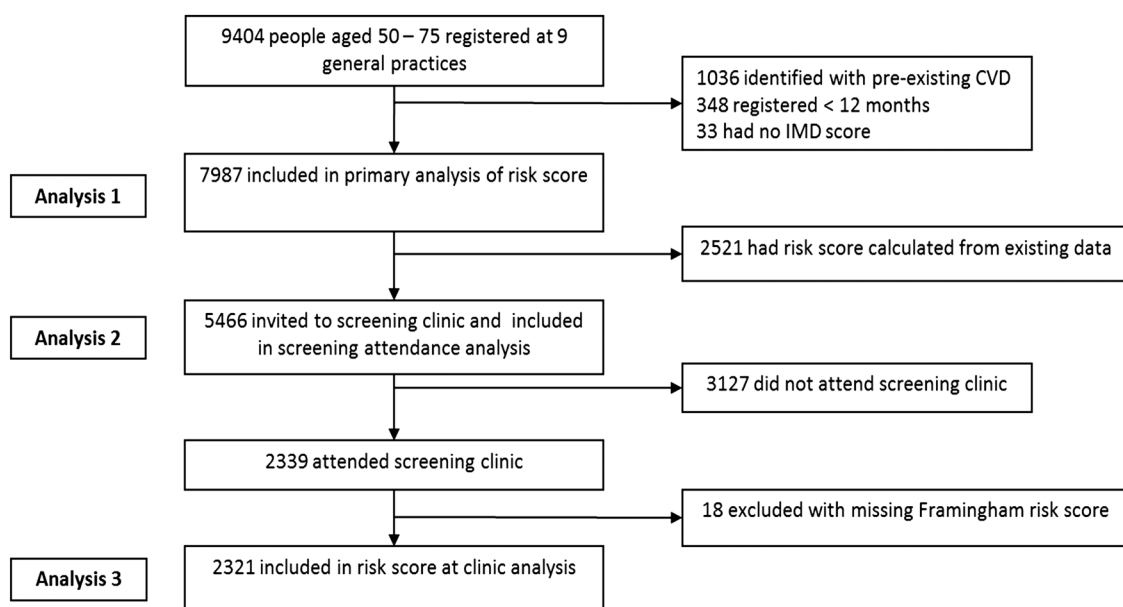 9404 people aged 50 – 75 registered at 9
general practices
1036 identified with pre-existing CVD
348 registered < 12 months
33 had no IMD score
Analysis 1
7987 included in primary analysis of risk score
2521 had risk score calculated from existing data
Analysis 2
5466 invited to screening clinic and included
in screening attendance analysis
3127 did not attend screening clinic
2339 attended screening clinic
18 excluded with missing Framingham risk score
Analysis 3
2321 included in risk score at clinic analysis